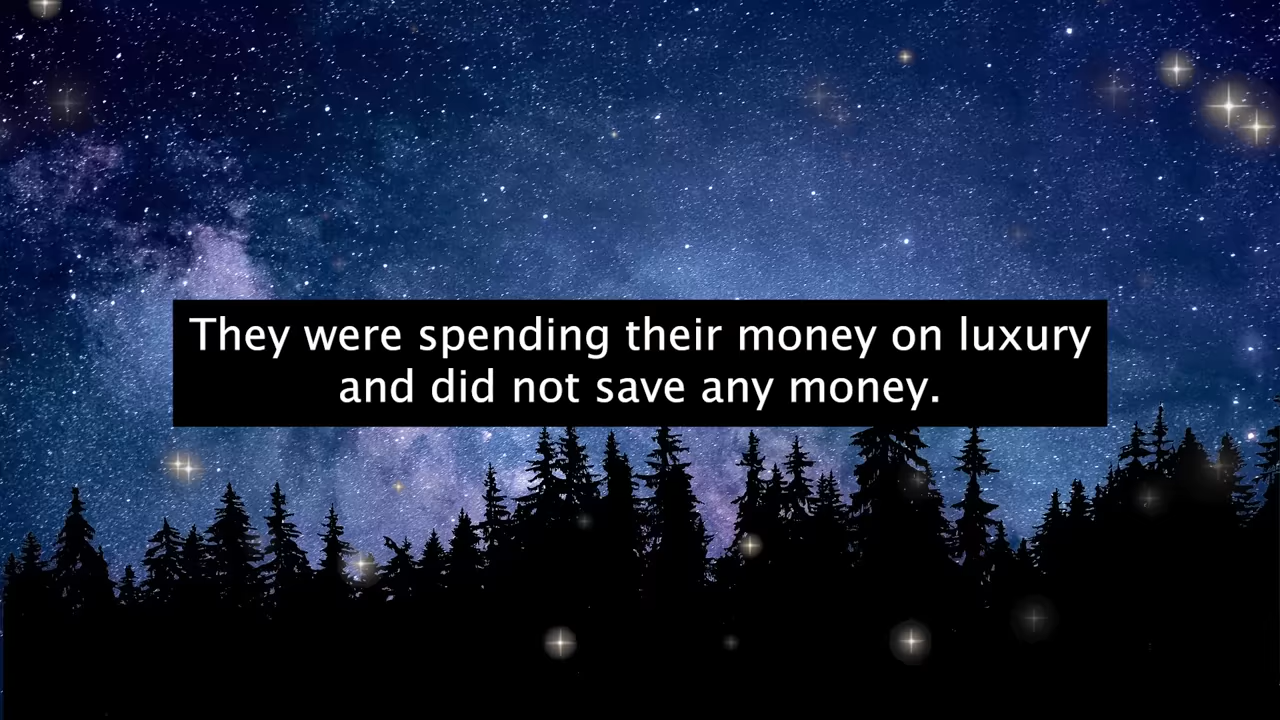 They were spending their money on luxury
and did not save any money.